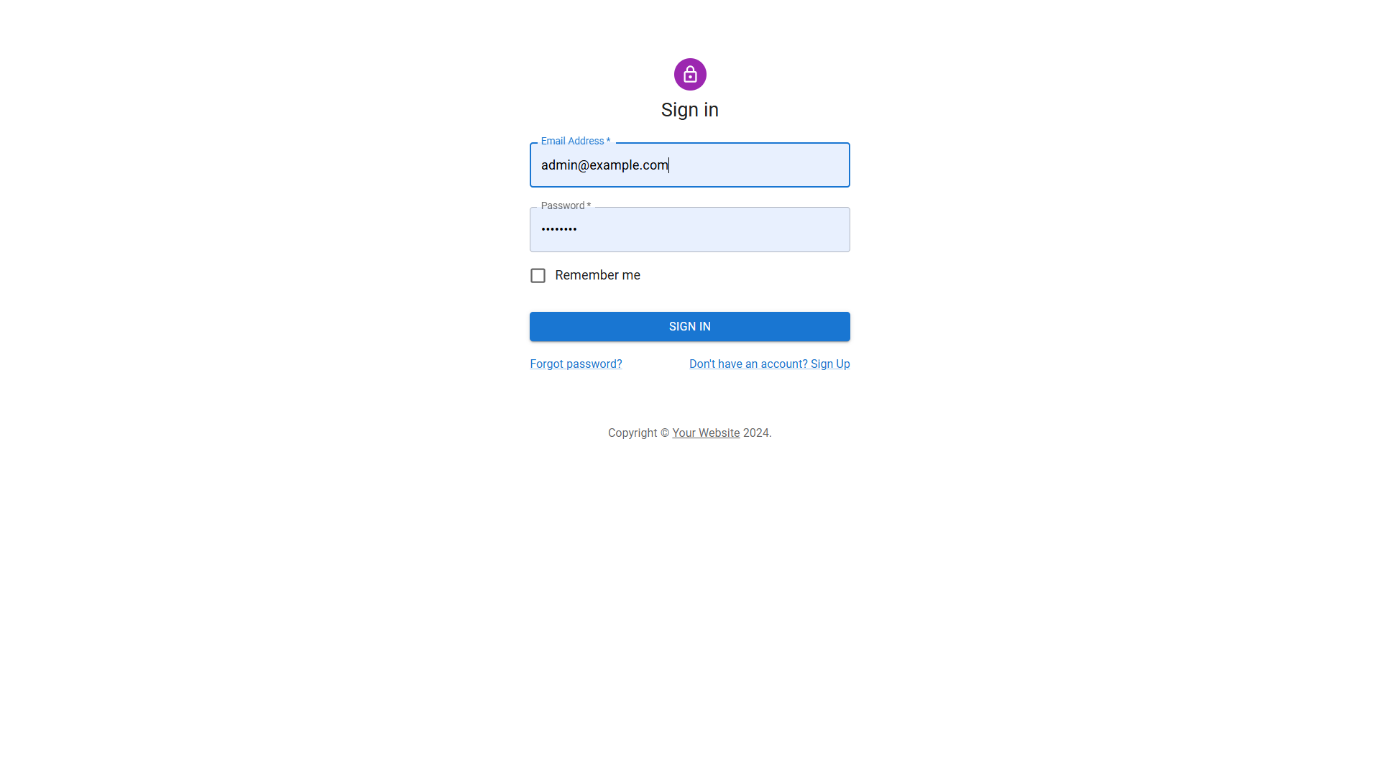 Sign in
Email Address *
admin@example.com
Password *
••••••••
Remember me
SIGN IN
Forgot password? Don't have an account? Sign Up
Copyright © Your Website 2024.